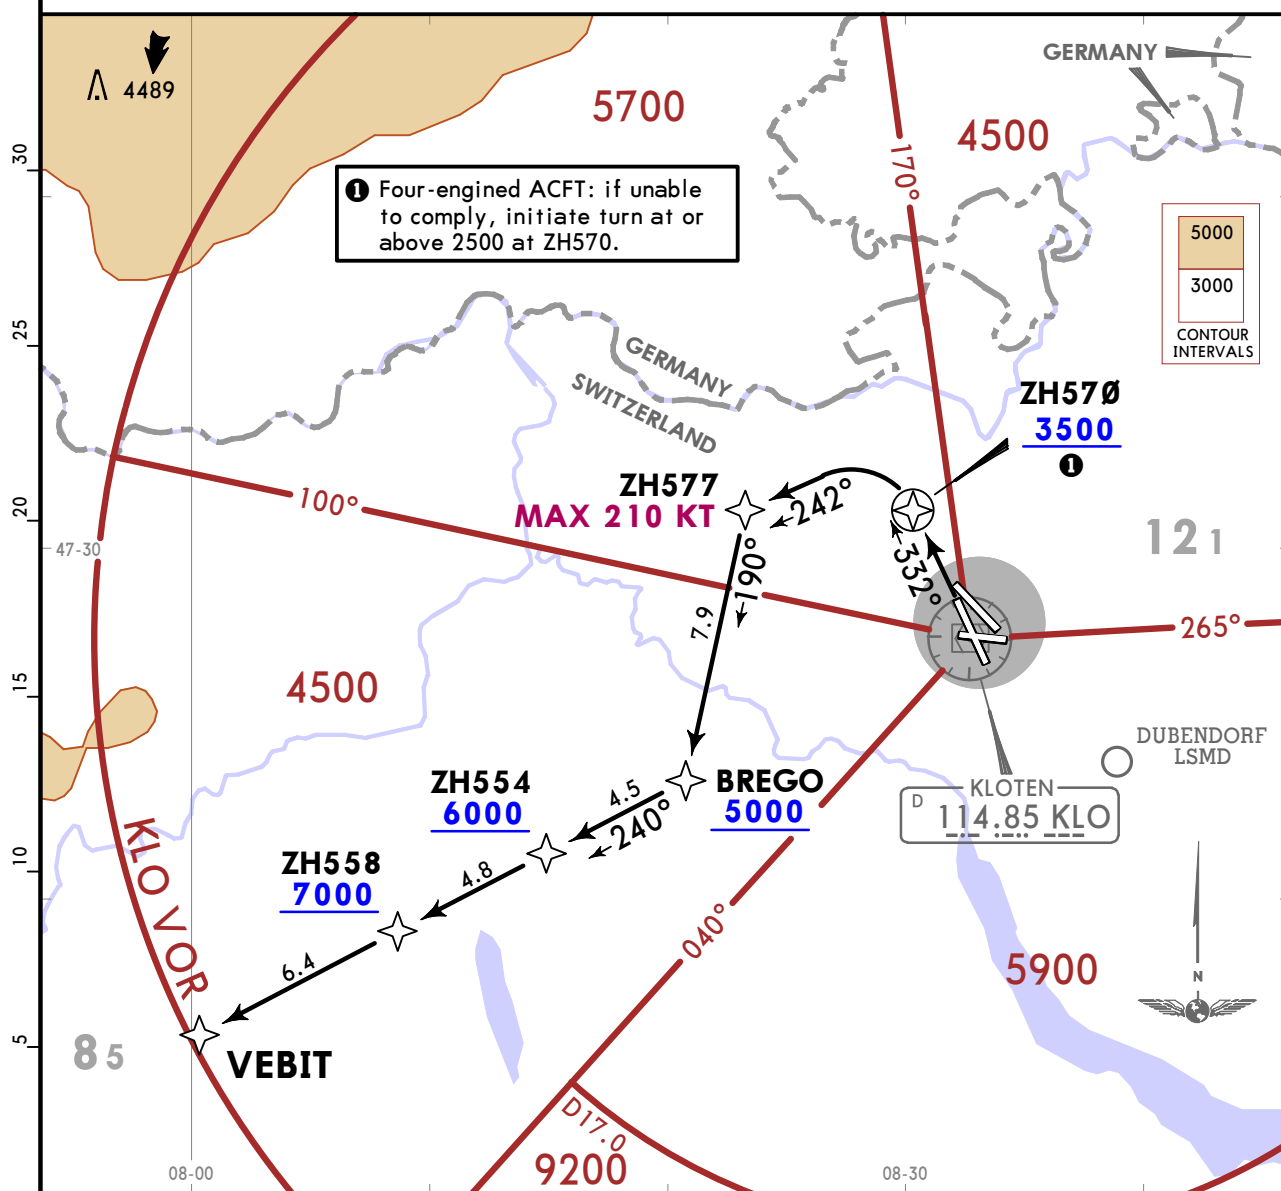 4489
5700
GERMANY
4500
170°
❶ Four-engined ACFT: if unable
to comply, initiate turn at or
above 2500 at ZH570.
5000
3000
CONTOUR
INTERVALS
30
25
20
15
10
5
GERMANY
SWITZERLAND
ZH57Ø
3500
❶
ZH577
MAX 210 KT
242°
100°
47-30
332°
190°
7.9
12 1
265°
4500
DUBENDORF
LSMD
KLOTEN
D 114.85 KLO
ZH554
6000
4.5
240°
BREGO
5000
ZH558
7000
4.8
KLO VOR
6.4
040°
5900
N
8 5
VEBIT
D17.0
9200
08-00
08-30